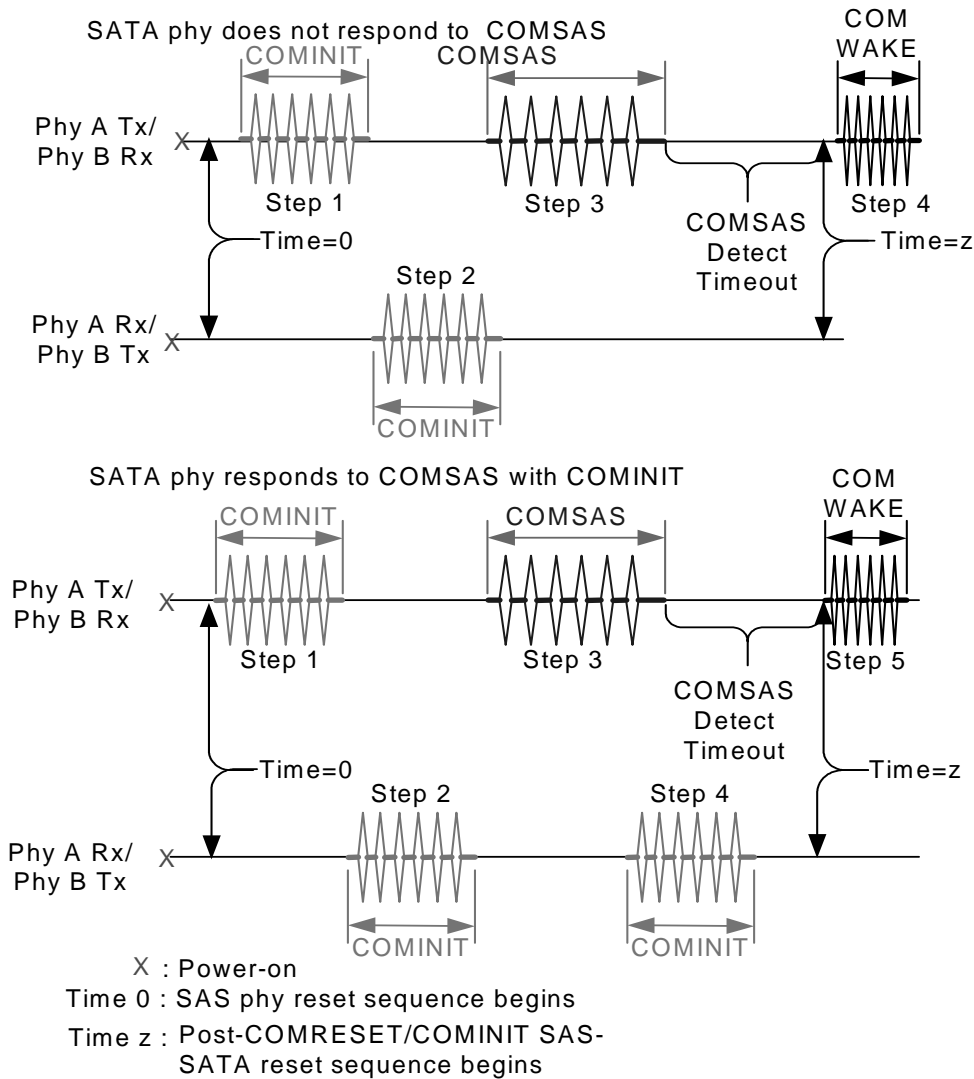 SATA phy does not respond to COMSAS
COMINIT
COMSAS
COM
WAKE
Phy A Tx/
Phy B Rx
X
Step 1
Step 3
Step 4
Time=0
COMSAS
Detect
Timeout
Time=z
Step 2
Phy A Rx/
Phy B Tx
X
COMINIT
SATA phy responds to COMSAS with COMINIT
COMINIT
COMSAS
COM
WAKE
Phy A Tx/
Phy B Rx
X
Step 1
Step 3
Step 5
COMSAS
Detect
Timeout
Time=0
Time=z
Step 2
Step 4
Phy A Rx/
Phy B Tx
X
COMINIT
COMINIT
X : Power-on
Time 0 : SAS phy reset sequence begins
Time z : Post-COMRESET/COMINIT SAS-
SATA reset sequence begins